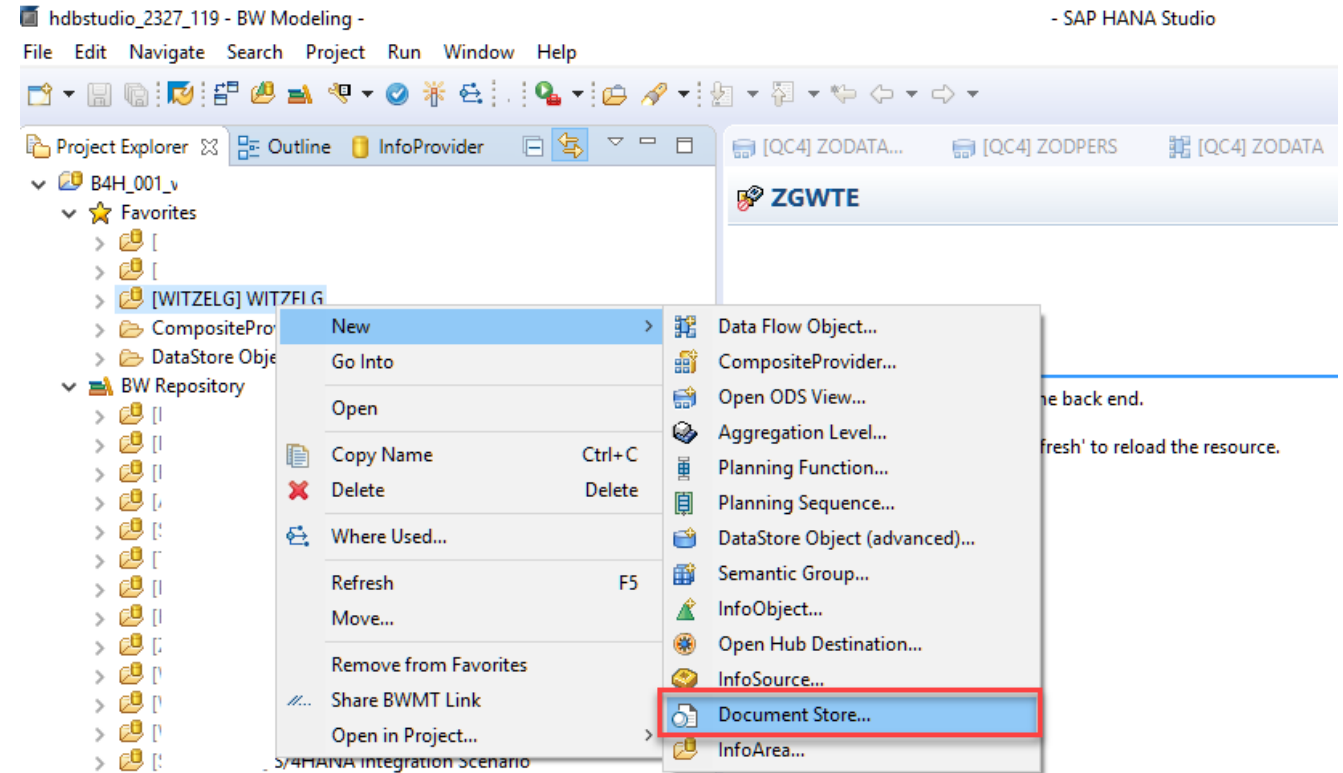 hdbstudio_2327_119 - BW Modeling -
- SAP HANA Studio
File Edit Navigate Search Project Run Window Help
Project Explorer Outline InfoProvider
[QC4] ZODATA... [QC4] ZODPERS [QC4] ZODATA
B4H_001_
ZGWTE
Favorites
[
[
[WITZELG] WITZELG
CompositePro
DataStore Obje
BW Repository
New
Go Into
Open
Copy Name Ctrl+C
Delete Delete
Where Used...
Refresh F5
Move...
Remove from Favorites
Share BWMT Link
Open in Project...
S/4HANA Integration Scenario
Data Flow Object...
CompositeProvider...
Open ODS View...
Aggregation Level...
Planning Function...
Planning Sequence...
DataStore Object (advanced)...
Semantic Group...
InfoObject...
Open Hub Destination...
InfoSource...
Document Store...
InfoArea...
he back end.
fresh' to reload the resource.